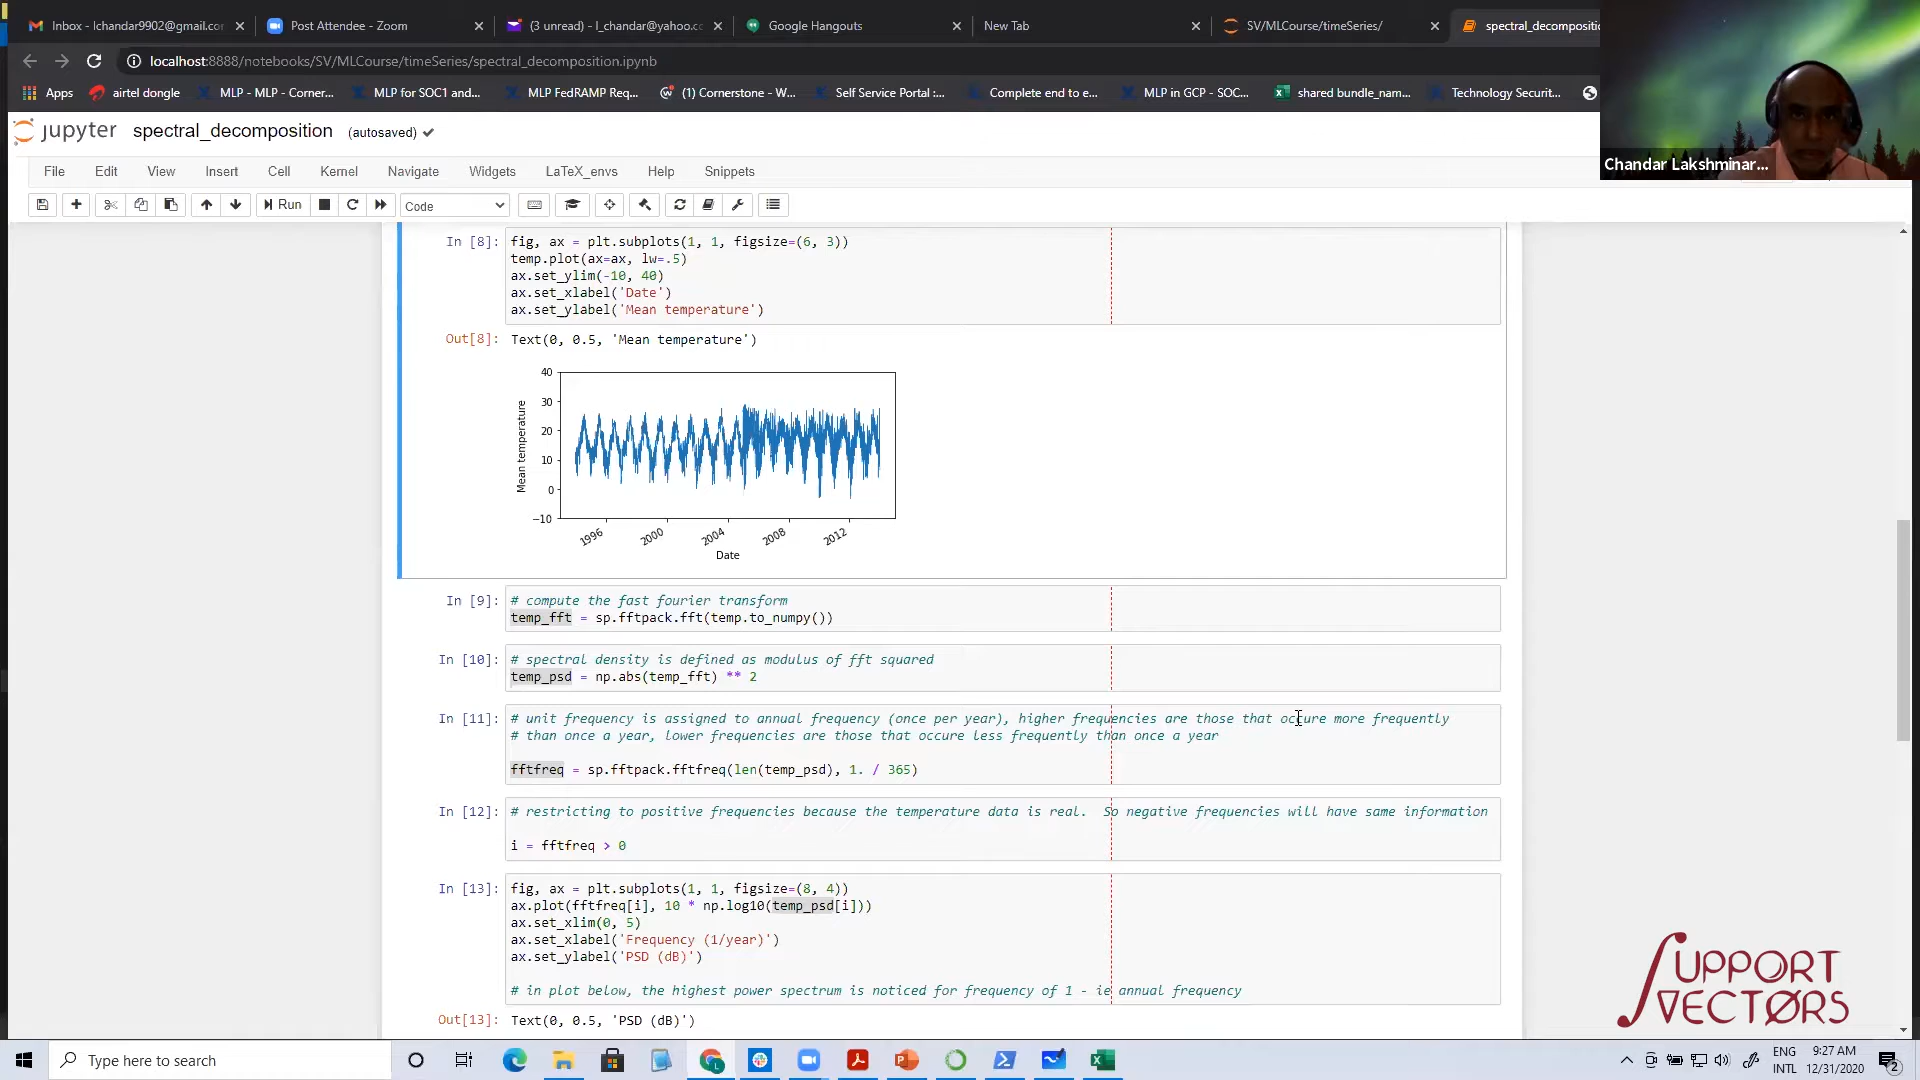 Inbox - lchandar9902@gmail.con
Post Attendee - Zoom
(3 unread) - l_chandar@yahoo.co
Google Hangouts
New Tab
SV/MLCourse/timeSeries/
spectral_decompositi
localhost:8888/notebooks/SV/MLCourse/timeSeries/spectral_decomposition.ipynb
Apps
airtel dongle
MLP - MLP - Corner...
MLP for SOC1 and...
MLP FedRAMP Req...
(1) Cornerstone - W...
Self Service Portal :...
Complete end to e...
MLP in GCP - SOC...
shared bundle_nam...
Technology Securit...
Chandar Lakshminar...
jupyter spectral_decomposition (autosaved)
File Edit View Insert Cell Kernel Navigate Widgets LaTeX_envs Help Snippets
Run
Code
In [8]: fig, ax = plt.subplots(1, 1, figsize=(6, 3))
temp.plot(ax=ax, lw=.5)
ax.set_ylim(-10, 40)
ax.set_xlabel('Date')
ax.set_ylabel('Mean temperature')
Out[8]: Text(0, 0.5, 'Mean temperature')
40
30
20
10
0
−10
Mean temperature
1996 2000 2004 2008 2012
Date
In [9]: # compute the fast fourier transform
temp_fft = sp.fftpack.fft(temp.to_numpy())
In [10]: # spectral density is defined as modulus of fft squared
temp_psd = np.abs(temp_fft) ** 2
In [11]: # unit frequency is assigned to annual frequency (once per year), higher frequencies are those that occure more frequently
# than once a year, lower frequencies are those that occure less frequently than once a year
fftfreq = sp.fftpack.fftfreq(len(temp_psd), 1. / 365)
In [12]: # restricting to positive frequencies because the temperature data is real.  So negative frequencies will have same information
i = fftfreq > 0
In [13]: fig, ax = plt.subplots(1, 1, figsize=(8, 4))
ax.plot(fftfreq[i], 10 * np.log10(temp_psd[i]))
ax.set_xlim(0, 5)
ax.set_xlabel('Frequency (1/year)')
ax.set_ylabel('PSD (dB)')
# in plot below, the highest power spectrum is noticed for frequency of 1 - ie annual frequency
Out[13]: Text(0, 0.5, 'PSD (dB)')
SUPPORT
VECTORS
Type here to search
ENG
INTL
9:27 AM
12/31/2020
2